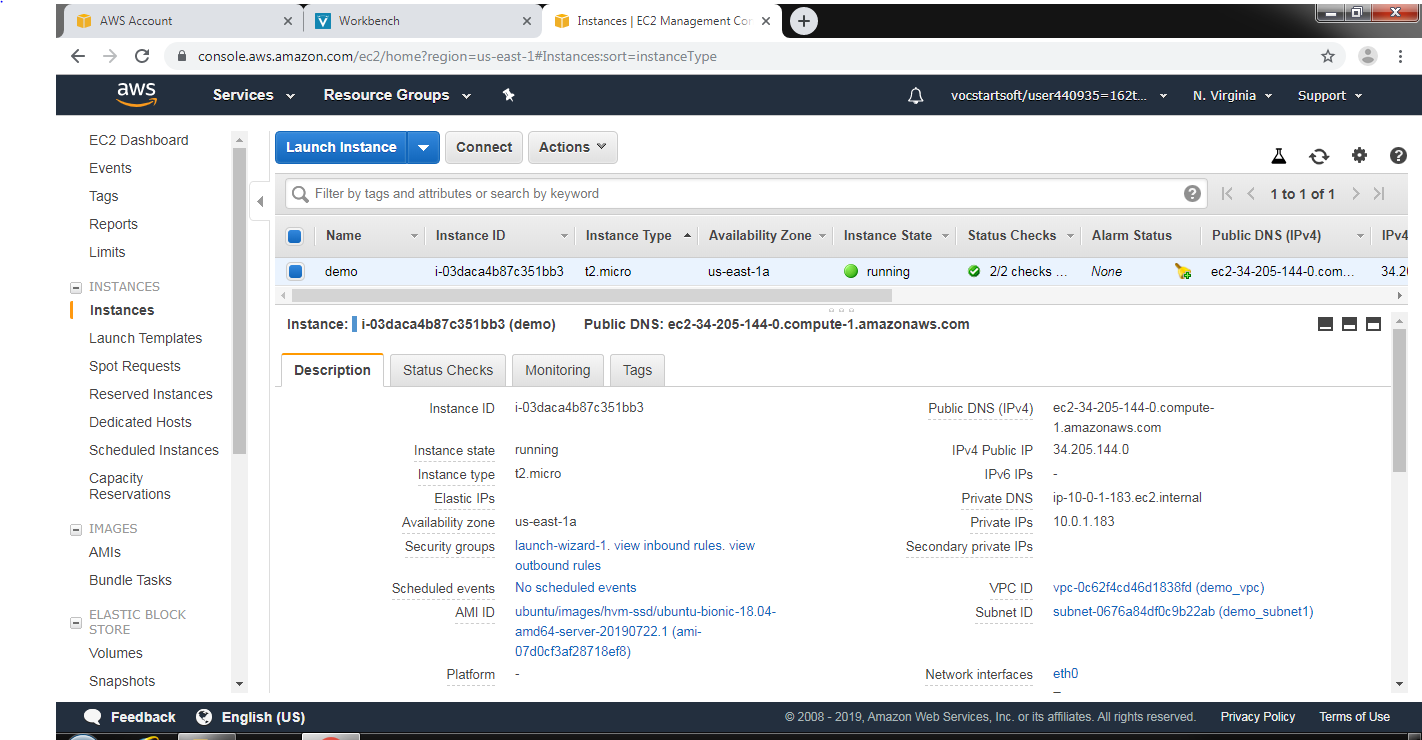 AWS Account
Workbench
Instances | EC2 Management Con
console.aws.amazon.com/ec2/home?region=us-east-1#Instances:sort=instanceType
aws Services Resource Groups vocstartsoft/user440935=162t... N. Virginia Support
EC2 Dashboard
Events
Tags
Reports
Limits
INSTANCES
Instances
Launch Templates
Spot Requests
Reserved Instances
Dedicated Hosts
Scheduled Instances
Capacity
Reservations
IMAGES
AMIs
Bundle Tasks
ELASTIC BLOCK
STORE
Volumes
Snapshots
Launch Instance Connect Actions
Filter by tags and attributes or search by keyword 1 to 1 of 1
Name Instance ID Instance Type Availability Zone Instance State Status Checks Alarm Status Public DNS (IPv4) IPv4
demo i-03daca4b87c351bb3 t2.micro us-east-1a running 2/2 checks ... None ec2-34-205-144-0.com... 34.20
Instance: i-03daca4b87c351bb3 (demo) Public DNS: ec2-34-205-144-0.compute-1.amazonaws.com
Description Status Checks Monitoring Tags
Instance ID i-03daca4b87c351bb3
Instance state running
Instance type t2.micro
Elastic IPs
Availability zone us-east-1a
Security groups launch-wizard-1. view inbound rules. view
outbound rules
Scheduled events No scheduled events
AMI ID ubuntu/images/hvm-ssd/ubuntu-bionic-18.04-
amd64-server-20190722.1 (ami-
07d0cf3af28718ef8)
Platform -
Public DNS (IPv4) ec2-34-205-144-0.compute-
1.amazonaws.com
IPv4 Public IP 34.205.144.0
IPv6 IPs -
Private DNS ip-10-0-1-183.ec2.internal
Private IPs 10.0.1.183
Secondary private IPs
VPC ID vpc-0c62f4cd46d1838fd (demo_vpc)
Subnet ID subnet-0676a84df0c9b22ab (demo_subnet1)
Network interfaces eth0
Feedback English (US) © 2008 - 2019, Amazon Web Services, Inc. or its affiliates. All rights reserved. Privacy Policy Terms of Use